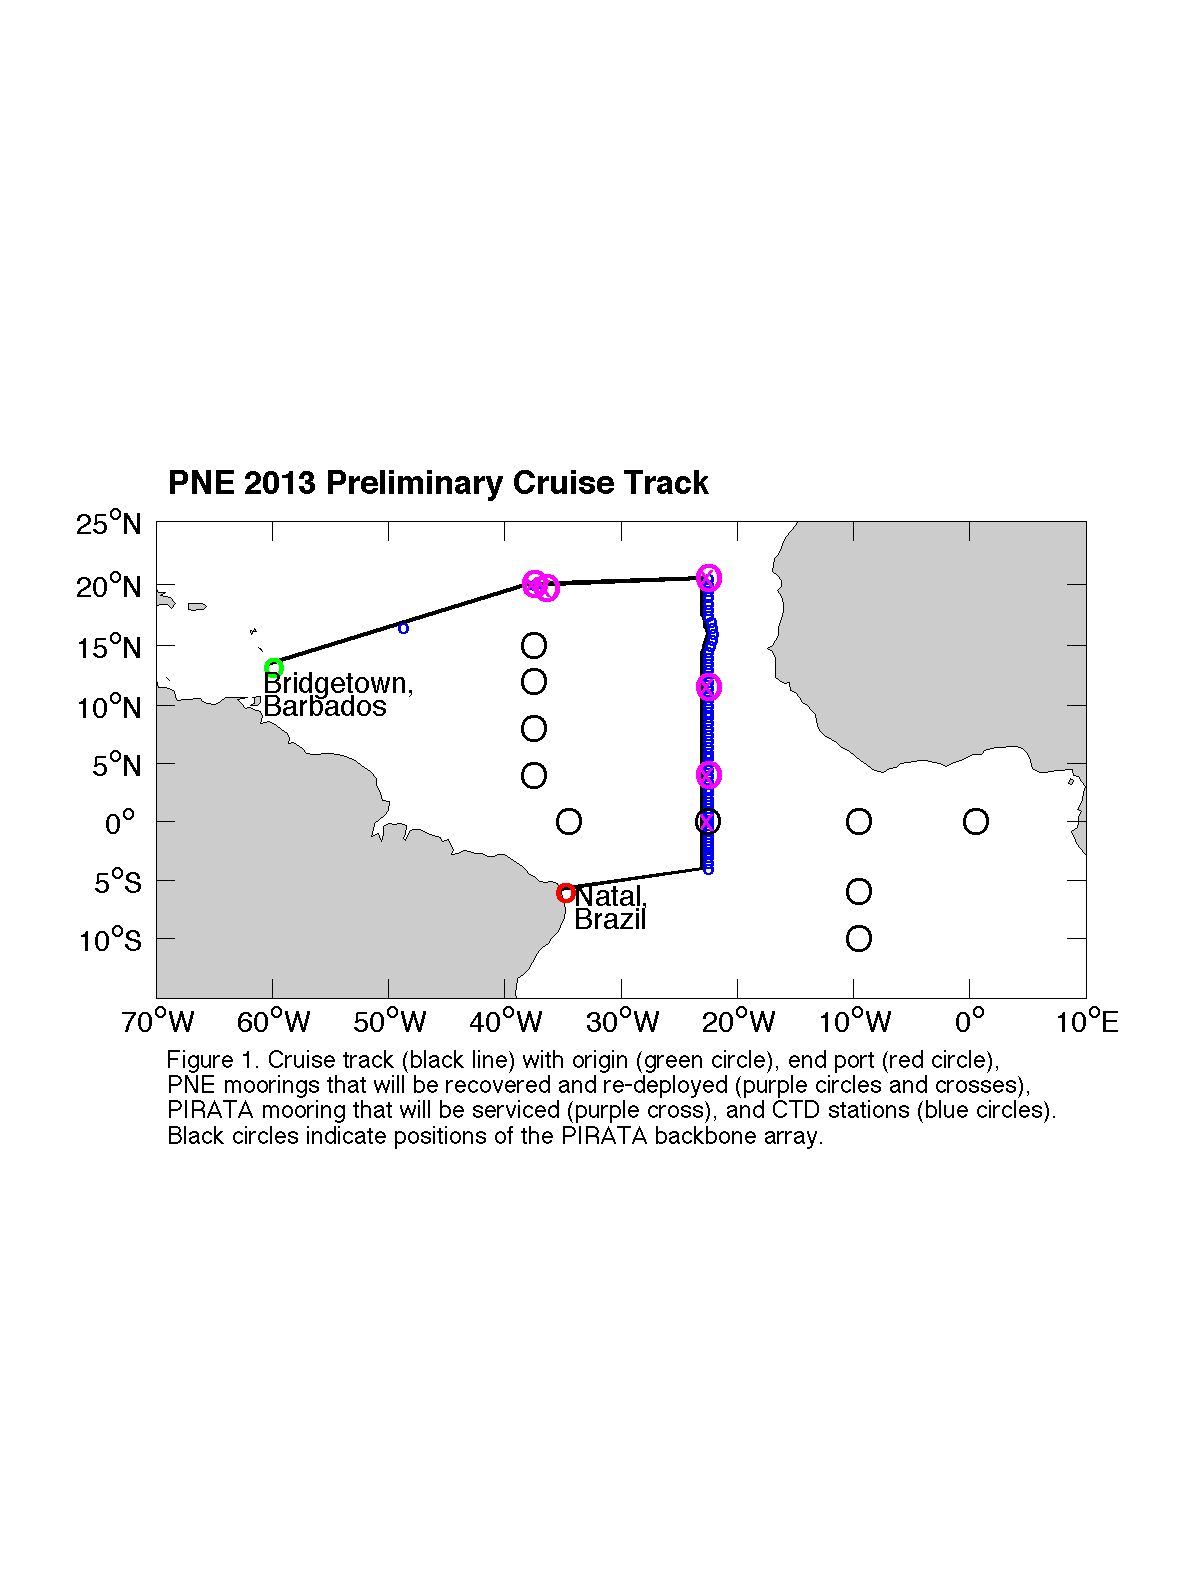 PNE 2013 Preliminary Cruise Track
25°N
20°N
15°N
10°N
5°N
0°
5°S
10°S
Bridgetown,
Barbados
Natal,
Brazil
70°W 60°W 50°W 40°W 30°W 20°W 10°W 0° 10°E
Figure 1. Cruise track (black line) with origin (green circle), end port (red circle),
PNE moorings that will be recovered and re-deployed (purple circles and crosses),
PIRATA mooring that will be serviced (purple cross), and CTD stations (blue circles).
Black circles indicate positions of the PIRATA backbone array.